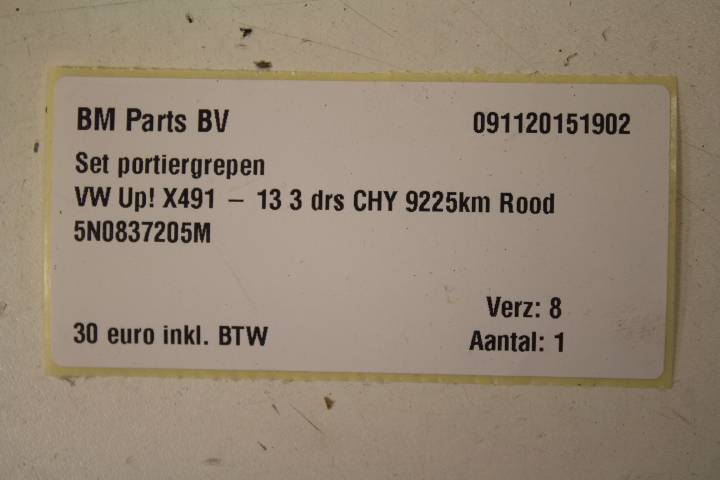 BM Parts BV 091120151902
Set portiergrepen
VW Up! X491 – 13 3 drs CHY 9225km Rood
5N0837205M
Verz: 8
30 euro inkl. BTW Aantal: 1